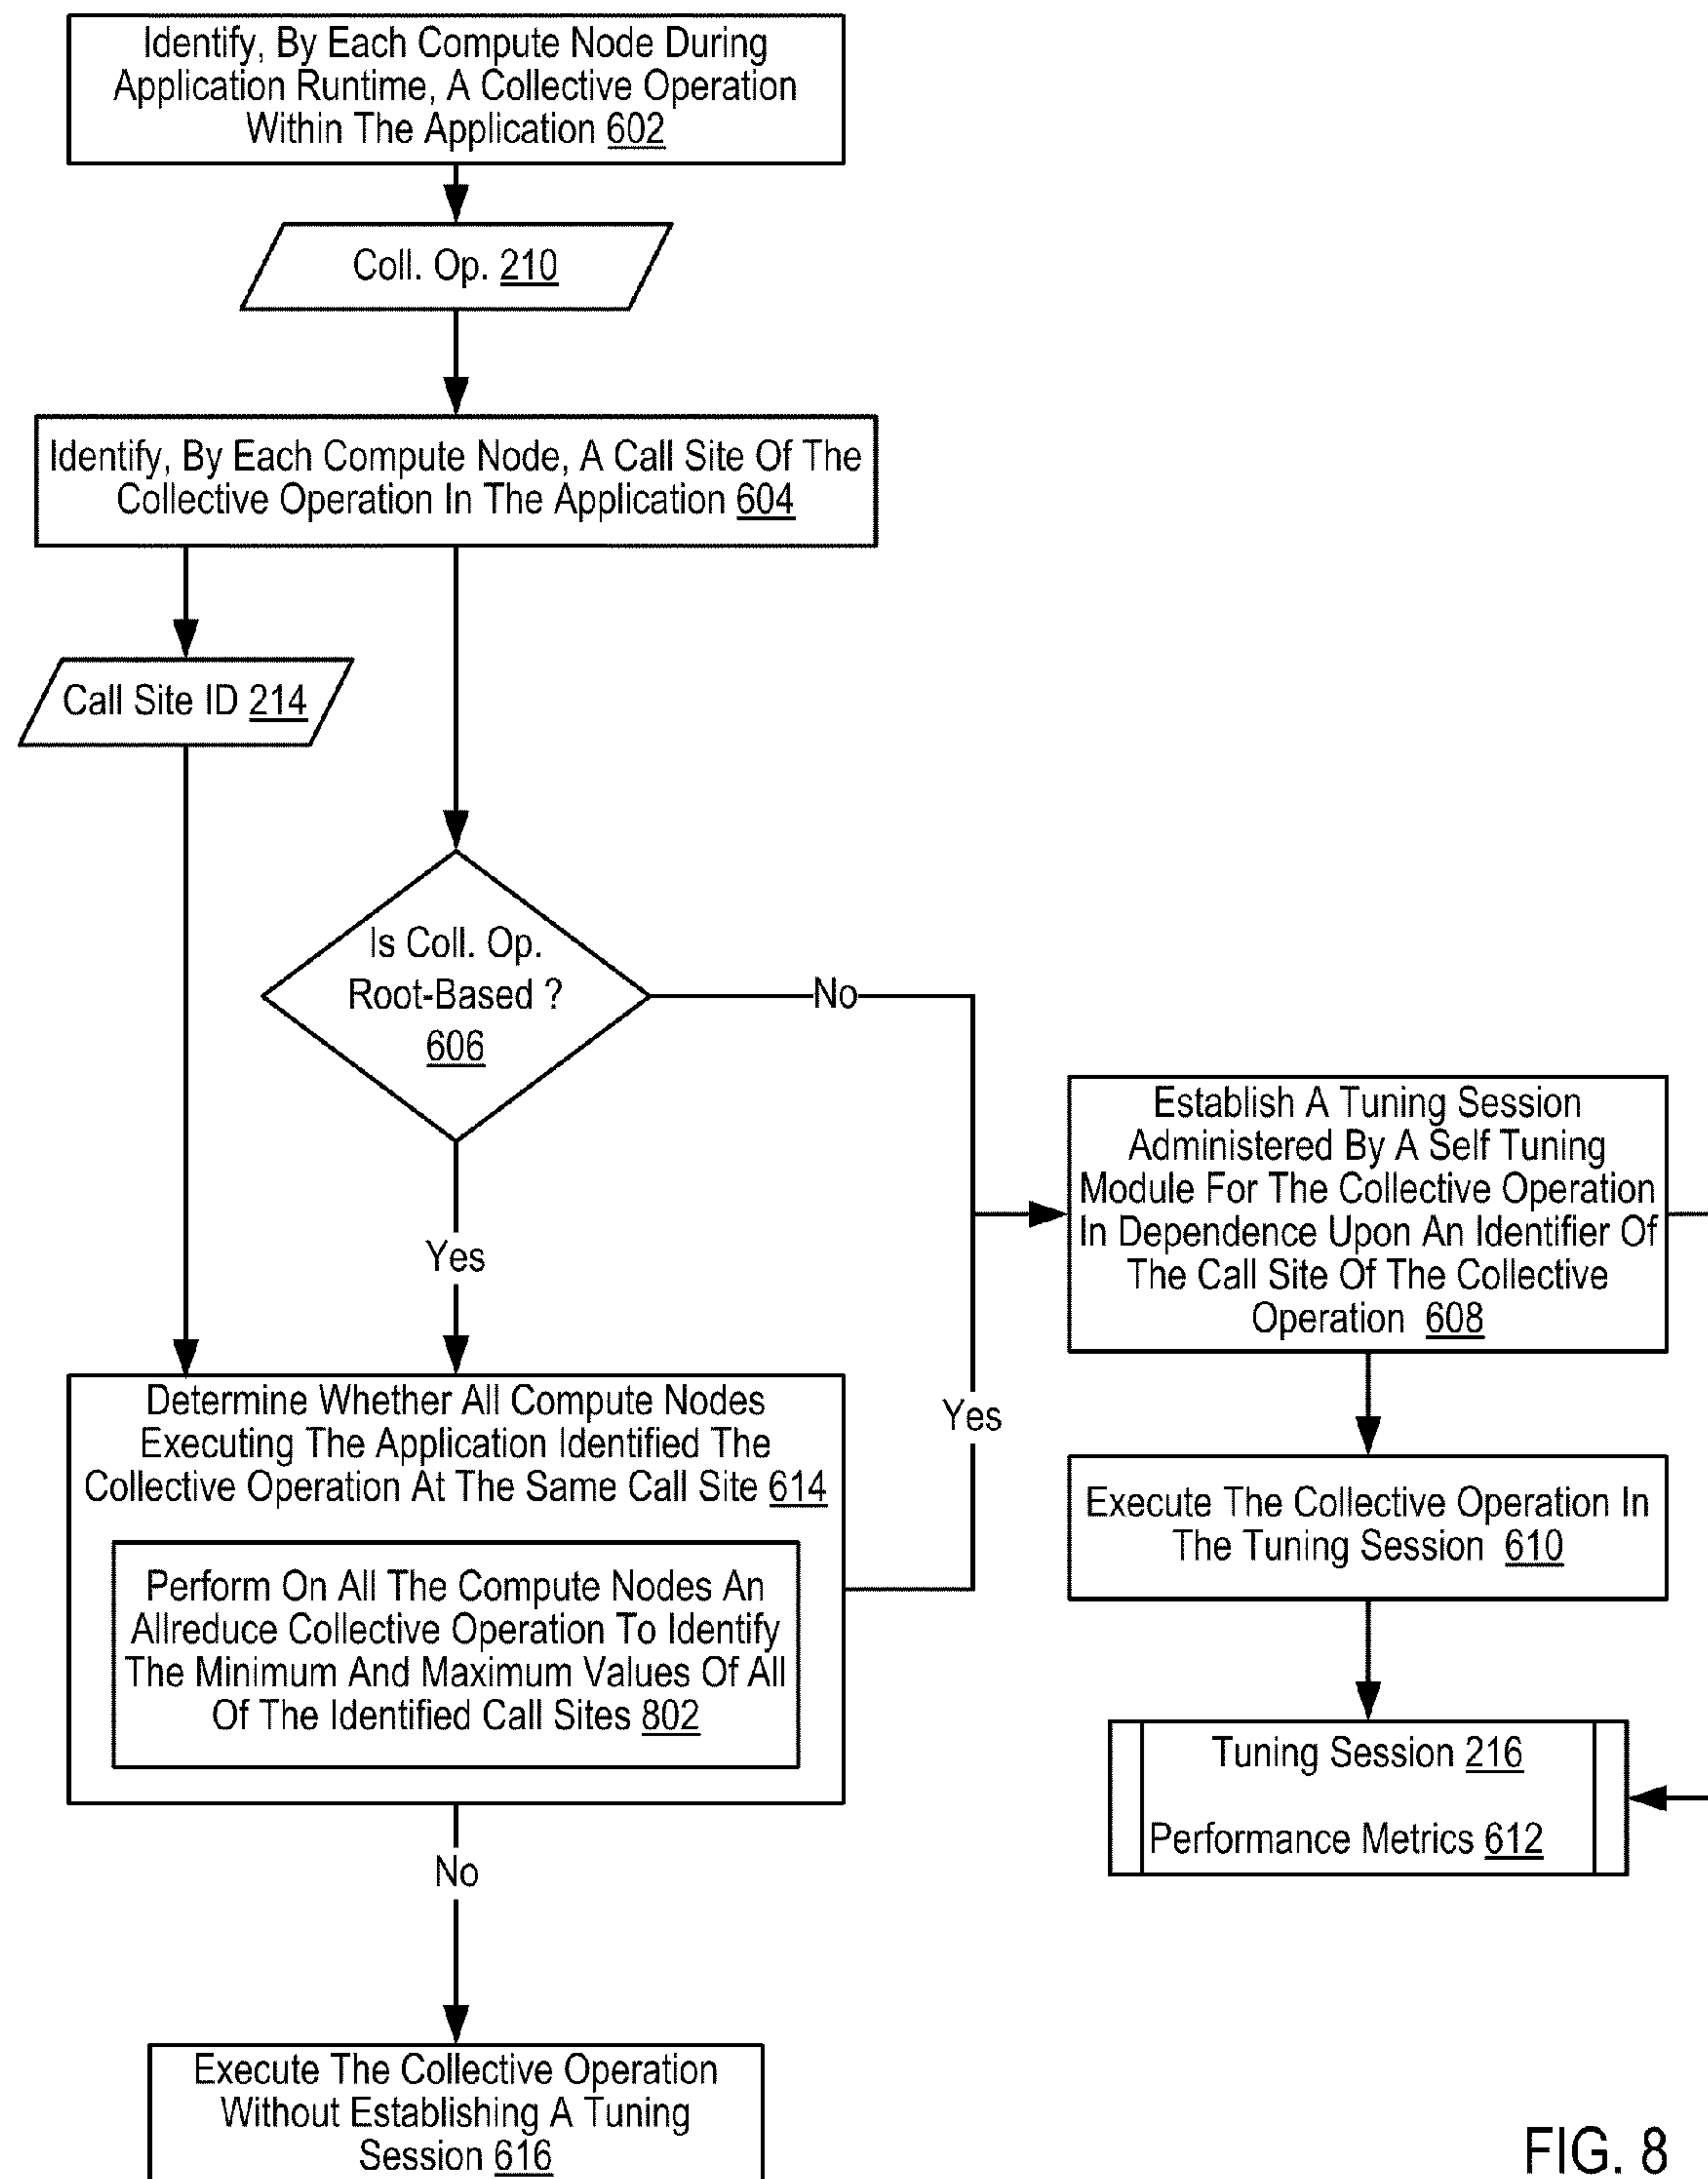 Identify, By Each Compute Node During
Application Runtime, A Collective Operation
Within The Application 602
Coll. Op. 210
Identify, By Each Compute Node, A Call Site Of The
Collective Operation In The Application 604
Call Site ID 214
Is Coll. Op.
Root-Based ?
606
No
Yes
Establish A Tuning Session
Administered By A Self Tuning
Module For The Collective Operation
In Dependence Upon An Identifier Of
The Call Site Of The Collective
Operation 608
Determine Whether All Compute Nodes
Executing The Application Identified The
Collective Operation At The Same Call Site 614
Yes
Perform On All The Compute Nodes An
Allreduce Collective Operation To Identify
The Minimum And Maximum Values Of All
Of The Identified Call Sites 802
Execute The Collective Operation In
The Tuning Session 610
Tuning Session 216
Performance Metrics 612
No
Execute The Collective Operation
Without Establishing A Tuning
Session 616
FIG. 8